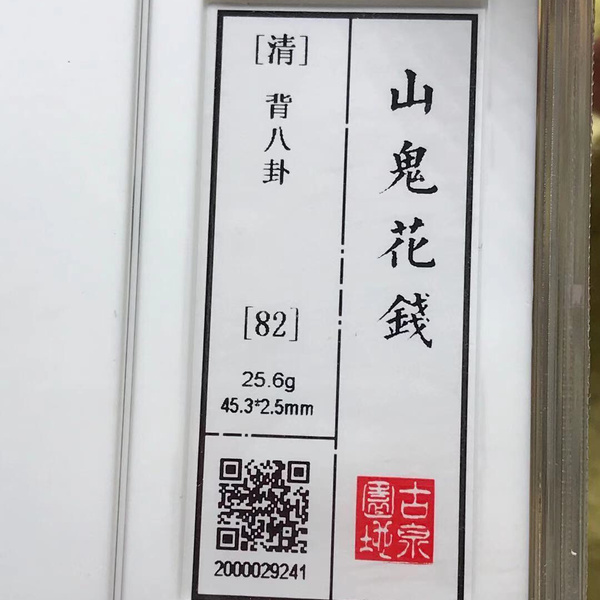 山鬼花錢
[清]
背八卦
[82]
25.6g
45.3*2.5mm
2000029241
古泉
園地